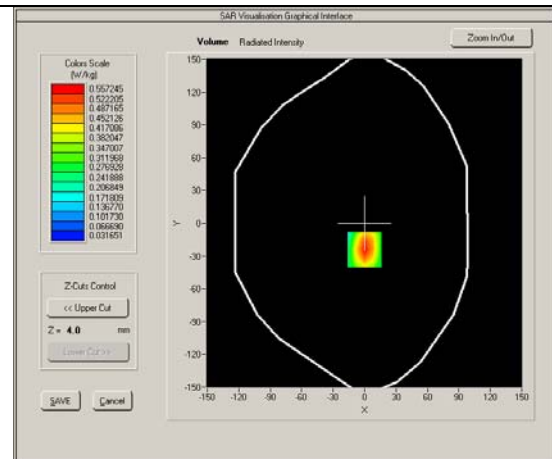 SAR Visualisation Graphical Interface
Volume Radiated Intensity
Zoom In/Out
Colors Scale
(W/kg)
0.557245
0.522205
0.487165
0.452126
0.417086
0.382047
0.347007
0.311968
0.276928
0.241888
0.206849
0.171809
0.136770
0.101730
0.066690
0.031651
Z-Cuts Control
<< Upper Cut
Z = 4.0 mm
Lower Cut >>
SAVE Cancel
150-
120-
90-
60-
30-
0-
-30-
-60-
-90-
-120-
-150-
Y
-150 -120 -90 -60 -30 0 30 60 90 120 150
X